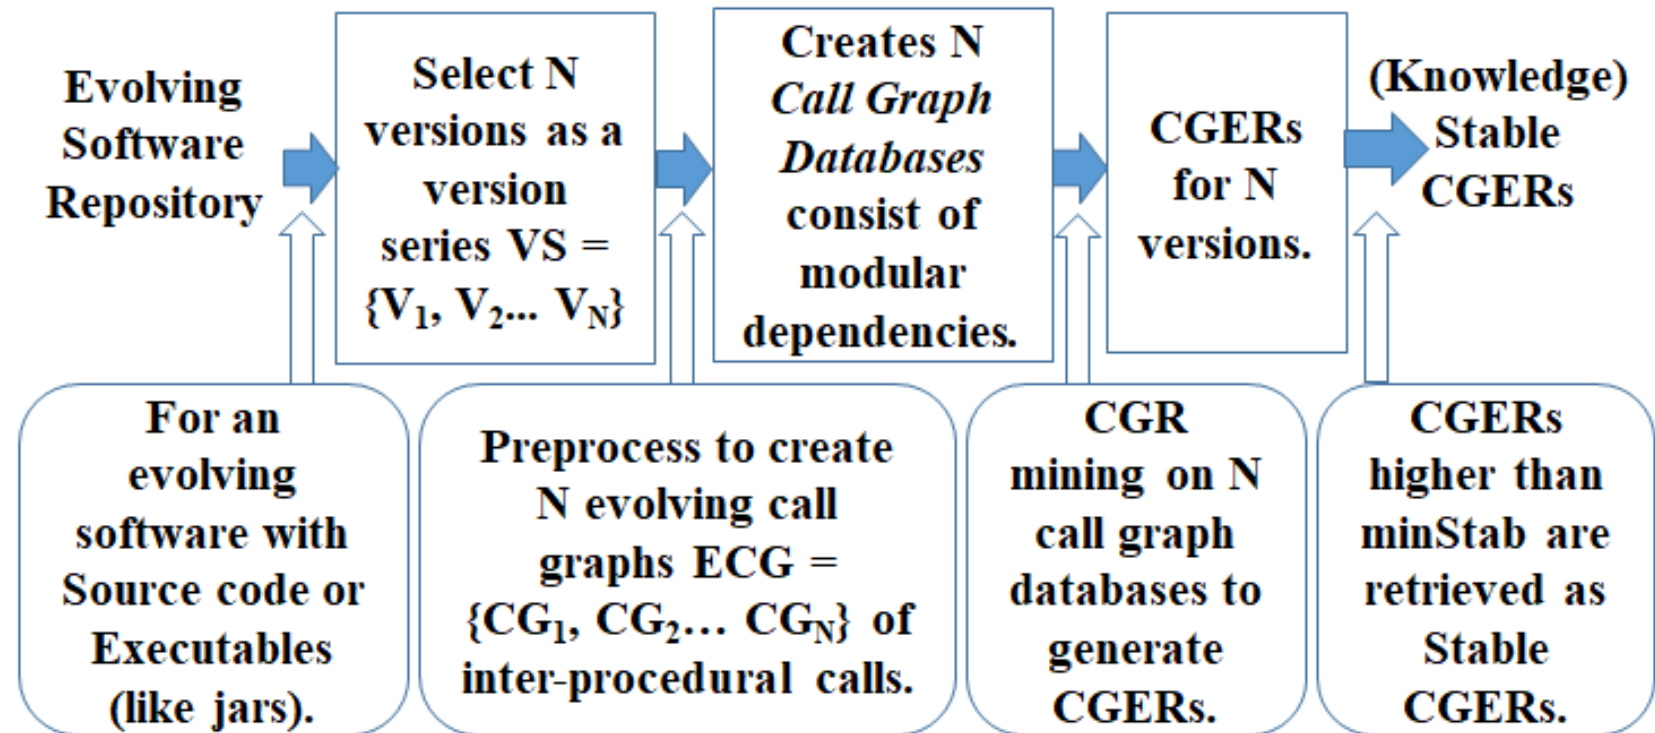 Evolving
Software
Repository
Select N
versions as a
version
series VS =
{V₁, V₂... V_N}
Creates N
Call Graph
Databases
consist of
modular
dependencies.
CGERs
for N
versions.
(Knowledge)
Stable
CGERs
For an
evolving
software with
Source code or
Executables
(like jars).
Preprocess to create
N evolving call
graphs ECG =
{CG₁, CG₂... CG_N} of
inter-procedural calls.
CGR
mining on N
call graph
databases to
generate
CGERs.
CGERs
higher than
minStab are
retrieved as
Stable
CGERs.